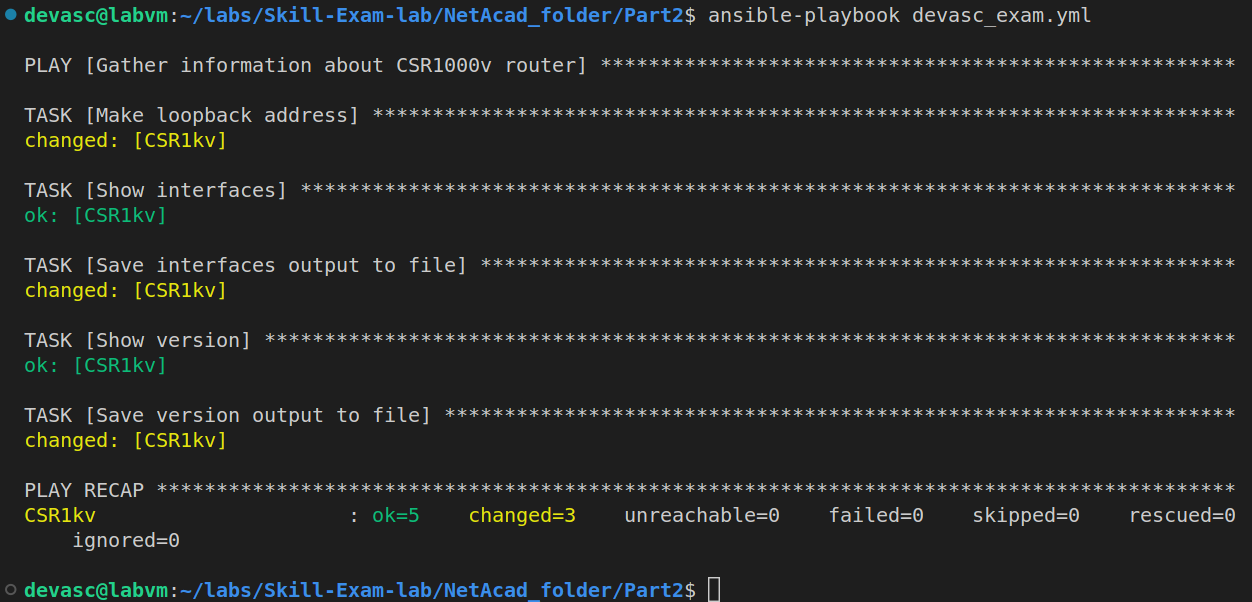 devasc@labvm:~/labs/Skill-Exam-lab/NetAcad_folder/Part2$ ansible-playbook devasc_exam.yml
PLAY [Gather information about CSR1000v router] *****************************************************
TASK [Make loopback address] ************************************************************************
changed: [CSR1kv]
TASK [Show interfaces] ******************************************************************************
ok: [CSR1kv]
TASK [Save interfaces output to file] ***************************************************************
changed: [CSR1kv]
TASK [Show version] *********************************************************************************
ok: [CSR1kv]
TASK [Save version output to file] ******************************************************************
changed: [CSR1kv]
PLAY RECAP ******************************************************************************************
CSR1kv                     : ok=5    changed=3    unreachable=0    failed=0    skipped=0    rescued=0
    ignored=0
devasc@labvm:~/labs/Skill-Exam-lab/NetAcad_folder/Part2$